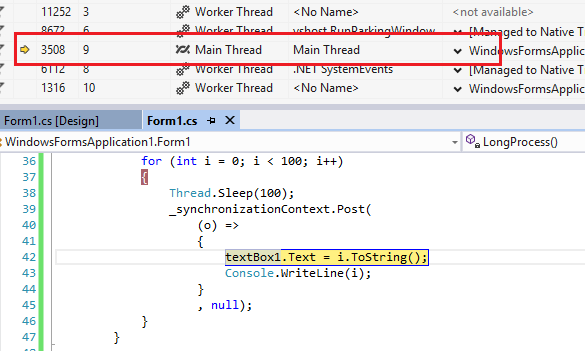 11252 3 Worker Thread <No Name> <not available>
8672 6 Worker Thread vshost.RunParkingWindow [Managed to Native T
3508 9 Main Thread Main Thread WindowsFormsAppli
6112 8 Worker Thread .NET SystemEvents [Managed to Native T
1316 10 Worker Thread <No Name> WindowsFormsAppli
Form1.cs [Design] Form1.cs
WindowsFormsApplication1.Form1 LongProcess()
36 for (int i = 0; i < 100; i++)
37 {
38 Thread.Sleep(100);
39 _synchronizationContext.Post(
40 (o) =>
41 {
42 textBox1.Text = i.ToString();
43 Console.WriteLine(i);
44 }
45 , null);
46 }
47 }